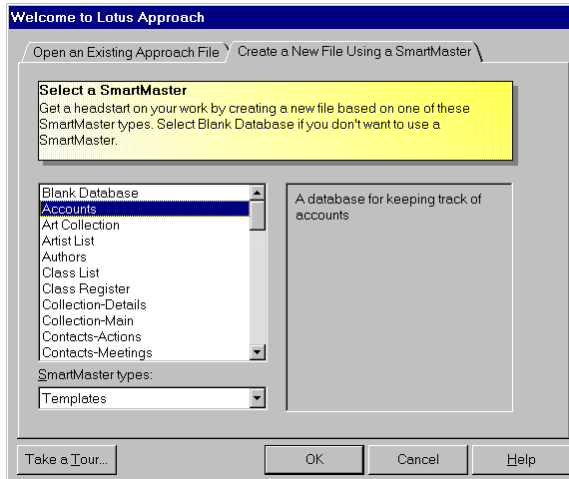 Welcome to Lotus Approach
Open an Existing Approach File
Create a New File Using a SmartMaster
Select a SmartMaster
Get a headstart on your work by creating a new file based on one of these
SmartMaster types. Select Blank Database if you don't want to use a
SmartMaster.
Blank Database
Accounts
Art Collection
Artist List
Authors
Class List
Class Register
Collection-Details
Collection-Main
Contacts-Actions
Contacts-Meetings
A database for keeping track of
accounts
SmartMaster types:
Templates
Take a Tour...
OK
Cancel
Help